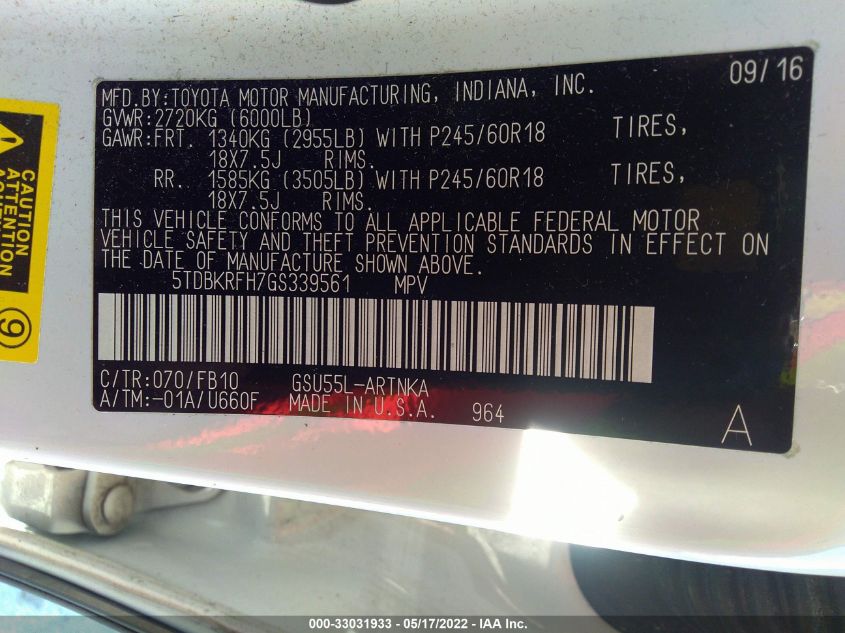 09/16
MFD.BY:TOYOTA MOTOR MANUFACTURING, INDIANA, INC.
GVWR:2720KG (6000LB)
GAWR:FRT. 1340KG (2955LB) WITH P245/60R18 TIRES,
18X7.5J RIMS.
RR. 1585KG (3505LB) WITH P245/60R18 TIRES,
18X7.5J RIMS.
THIS VEHICLE CONFORMS TO ALL APPLICABLE FEDERAL MOTOR
VEHICLE SAFETY AND THEFT PREVENTION STANDARDS IN EFFECT ON
THE DATE OF MANUFACTURE SHOWN ABOVE.
5TDBKRFH7GS339561 MPV
C/TR:070/FB10 GSU55L-ARTNKA
A/TM:-01A/U660F MADE IN U.S.A. 964
A
CAUTION
9
000-33031933 - 05/17/2022 - IAA Inc.